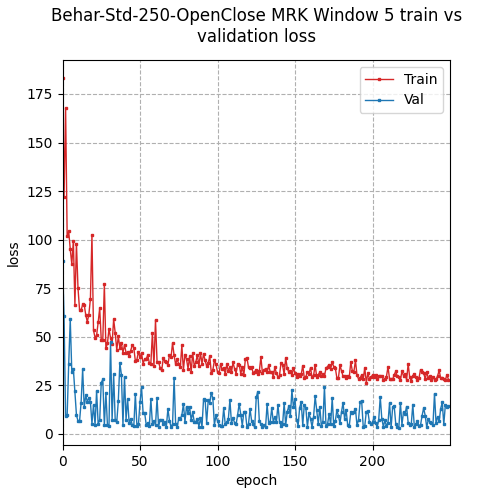 Behar-Std-250-OpenClose MRK Window 5 train vs
validation loss
Train
Val
175
150
125
100
75
50
25
0
loss
0 50 100 150 200
epoch